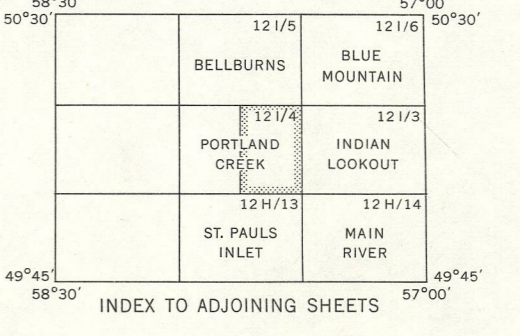 58°30′ 57°00′
50°30′ 50°30′
12 I/5 12 I/6
BELLBURNS BLUE
MOUNTAIN
12 I/4 12 I/3
PORTLAND INDIAN
CREEK LOOKOUT
12 H/13 12 H/14
ST. PAULS MAIN
INLET RIVER
49°45′ 49°45′
58°30′ 57°00′
INDEX TO ADJOINING SHEETS